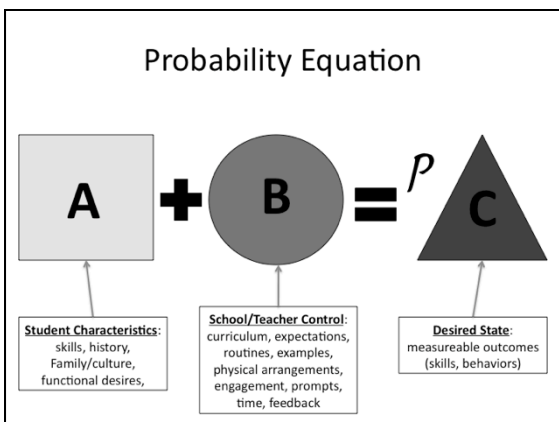 Probability Equation
A + B = p C
Student Characteristics:
skills, history,
Family/culture,
functional desires,
School/Teacher Control:
curriculum, expectations,
routines, examples,
physical arrangements,
engagement, prompts,
time, feedback
Desired State:
measureable outcomes
(skills, behaviors)